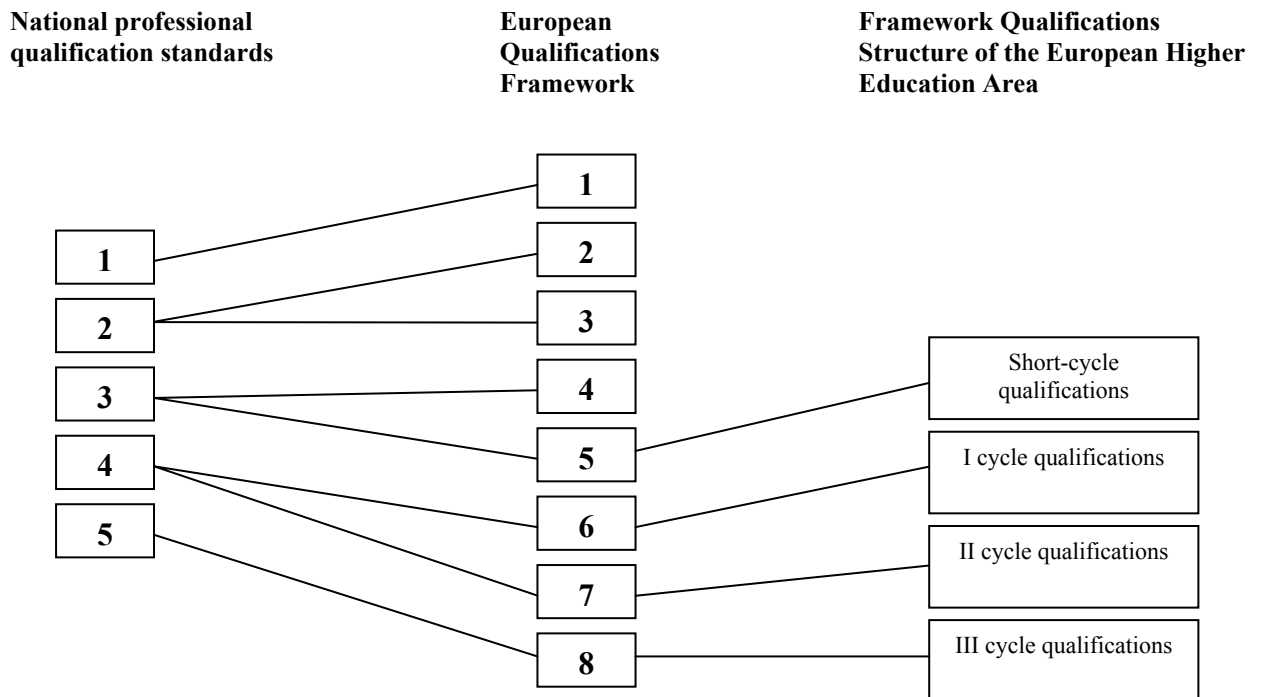 National professional
qualification standards
European
Qualifications
Framework
Framework Qualifications
Structure of the European Higher
Education Area
1
2
3
4
5
1
2
3
4
5
6
7
8
Short-cycle
qualifications
I cycle qualifications
II cycle qualifications
III cycle qualifications